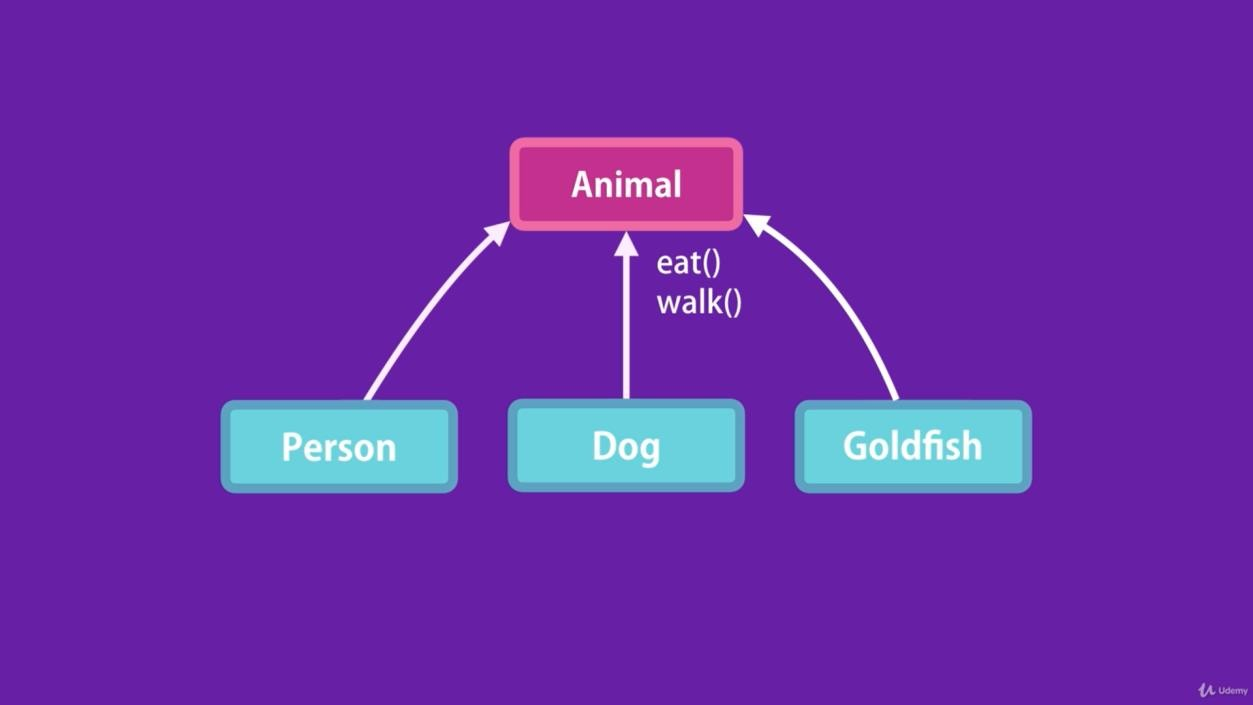 Animal
eat()
walk()
Person
Dog
Goldfish
Udemy